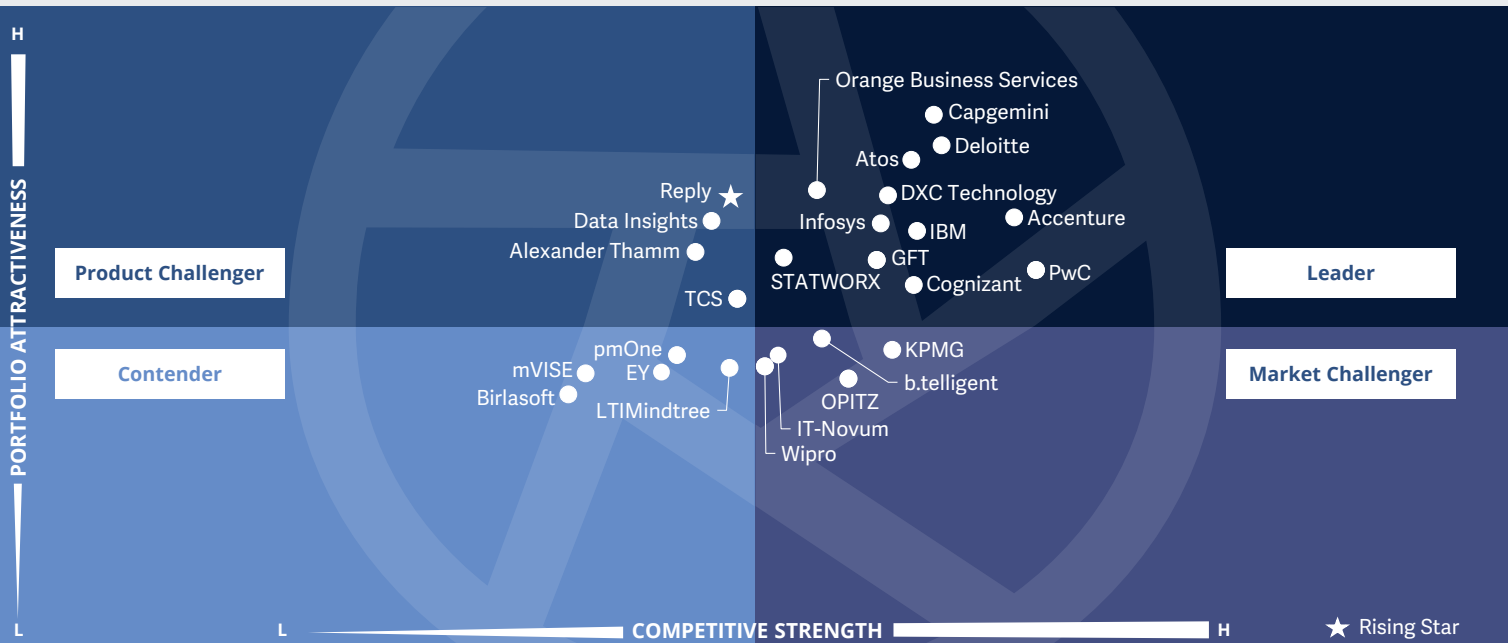 H
Orange Business Services
Capgemini
Deloitte
Atos
Reply
DXC Technology
Data Insights
Infosys
Accenture
IBM
Alexander Thamm
GFT
Product Challenger
STATWORX
PwC
Leader
Cognizant
TCS
PORTFOLIO ATTRACTIVENESS
pmOne
KPMG
mVISE
EY
Contender
b.telligent
Market Challenger
Birlasoft
OPITZ
LTIMindtree
IT-Novum
Wipro
L
L
COMPETITIVE STRENGTH
H
Rising Star